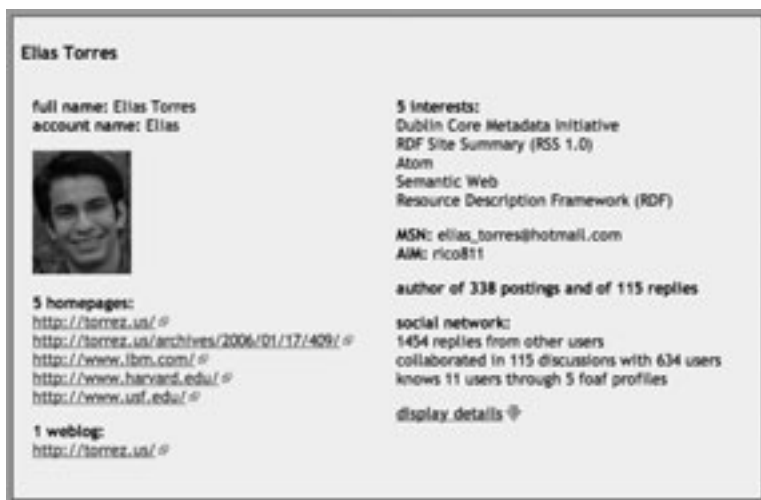 Elias Torres
full name: Elias Torres
account name: Elias
5 homepages:
http://torrez.us/
http://torrez.us/archives/2006/01/17/409/
http://www.ibm.com/
http://www.harvard.edu/
http://www.usf.edu/
1 weblog:
http://torrez.us/
5 interests:
Dublin Core Metadata Initiative
RDF Site Summary (RSS 1.0)
Atom
Semantic Web
Resource Description Framework (RDF)
MSN: elias_torres@hotmail.com
AIM: rico811
author of 338 postings and of 115 replies
social network:
1454 replies from other users
collaborated in 115 discussions with 634 users
knows 11 users through 5 foaf profiles
display details